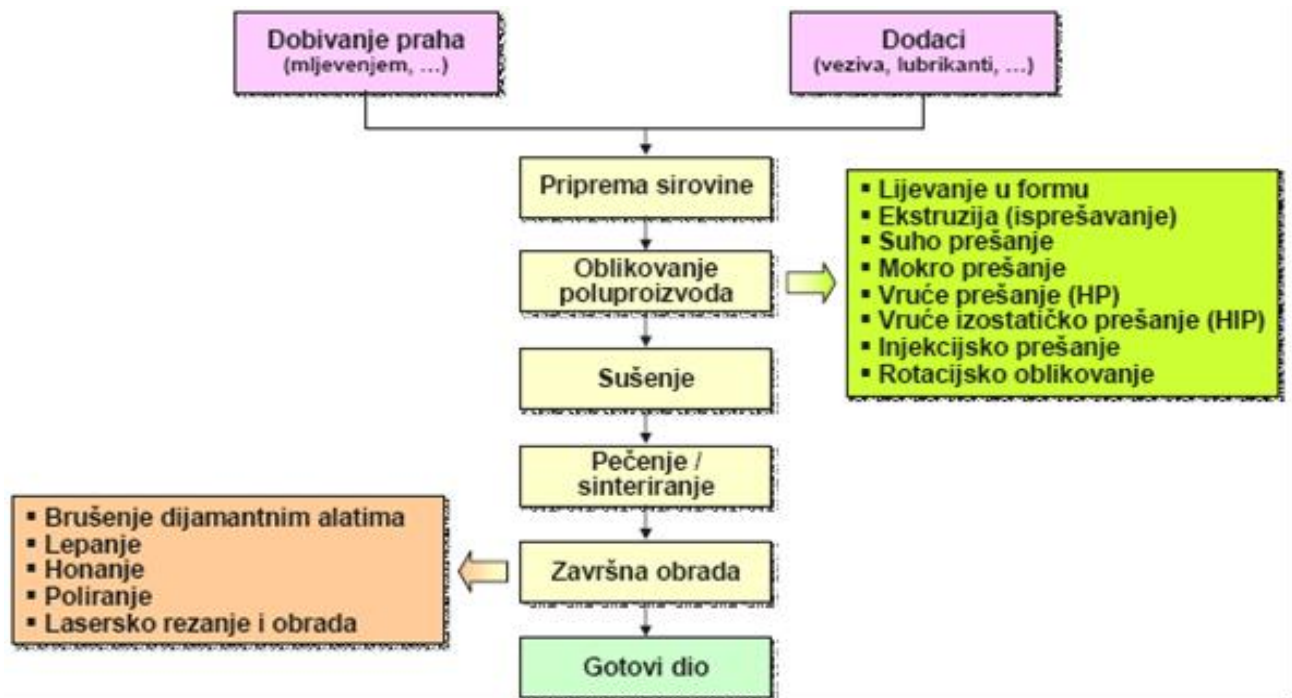 Dobivanje praha
(mljevenjem, ...)
Dodaci
(veziva, lubrikanti, ...)
Priprema sirovine
Oblikovanje
poluproizvoda
▪ Lijevanje u formu
▪ Ekstruzija (isprešavanje)
▪ Suho prešanje
▪ Mokro prešanje
▪ Vruće prešanje (HP)
▪ Vruće izostatičko prešanje (HIP)
▪ Injekcijsko prešanje
▪ Rotacijsko oblikovanje
Sušenje
Pečenje /
sinteriranje
Završna obrada
▪ Brušenje dijamantnim alatima
▪ Lepanje
▪ Honanje
▪ Poliranje
▪ Lasersko rezanje i obrada
Gotovi dio